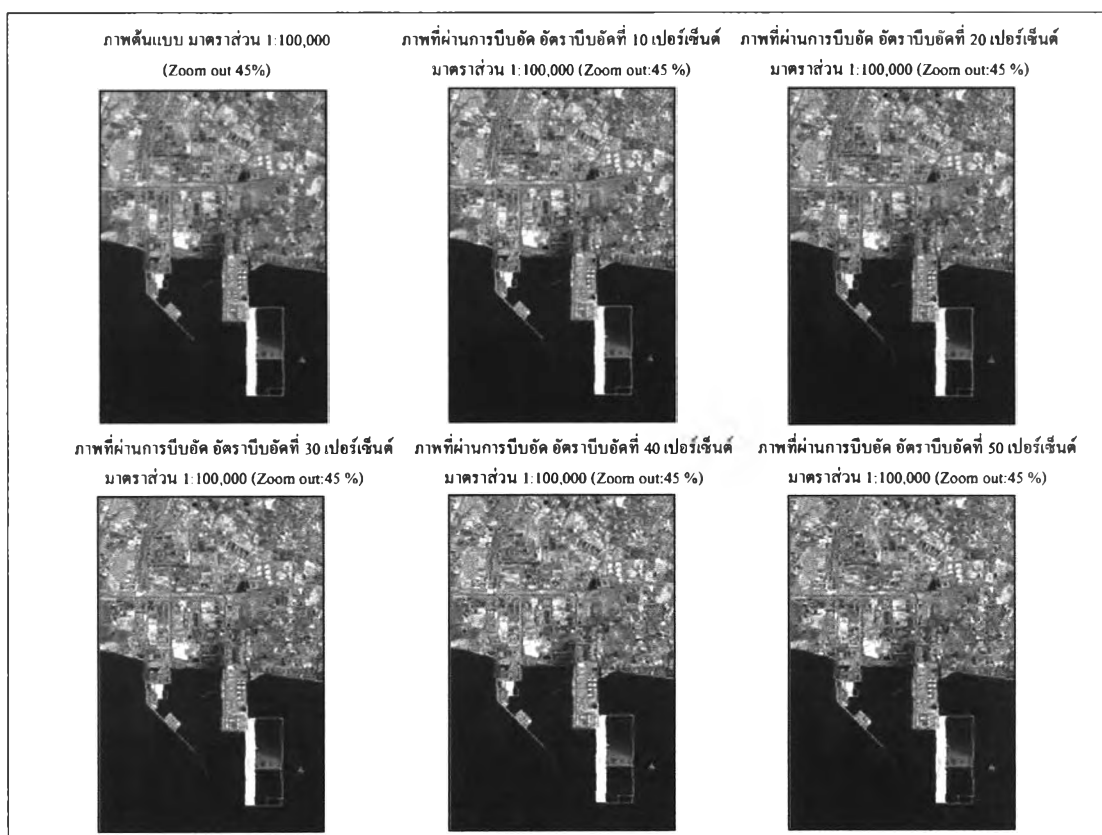 ภาพต้นแบบ มาตราส่วน 1:100,000
(Zoom out 45%)
ภาพที่ผ่านการบีบอัด อัตราบีบอัดที่ 10 เปอร์เซ็นต์
มาตราส่วน 1:100,000 (Zoom out:45 %)
ภาพที่ผ่านการบีบอัด อัตราบีบอัดที่ 20 เปอร์เซ็นต์
มาตราส่วน 1:100,000 (Zoom out:45 %)
ภาพที่ผ่านการบีบอัด อัตราบีบอัดที่ 30 เปอร์เซ็นต์
มาตราส่วน 1:100,000 (Zoom out:45 %)
ภาพที่ผ่านการบีบอัด อัตราบีบอัดที่ 40 เปอร์เซ็นต์
มาตราส่วน 1:100,000 (Zoom out:45 %)
ภาพที่ผ่านการบีบอัด อัตราบีบอัดที่ 50 เปอร์เซ็นต์
มาตราส่วน 1:100,000 (Zoom out:45 %)